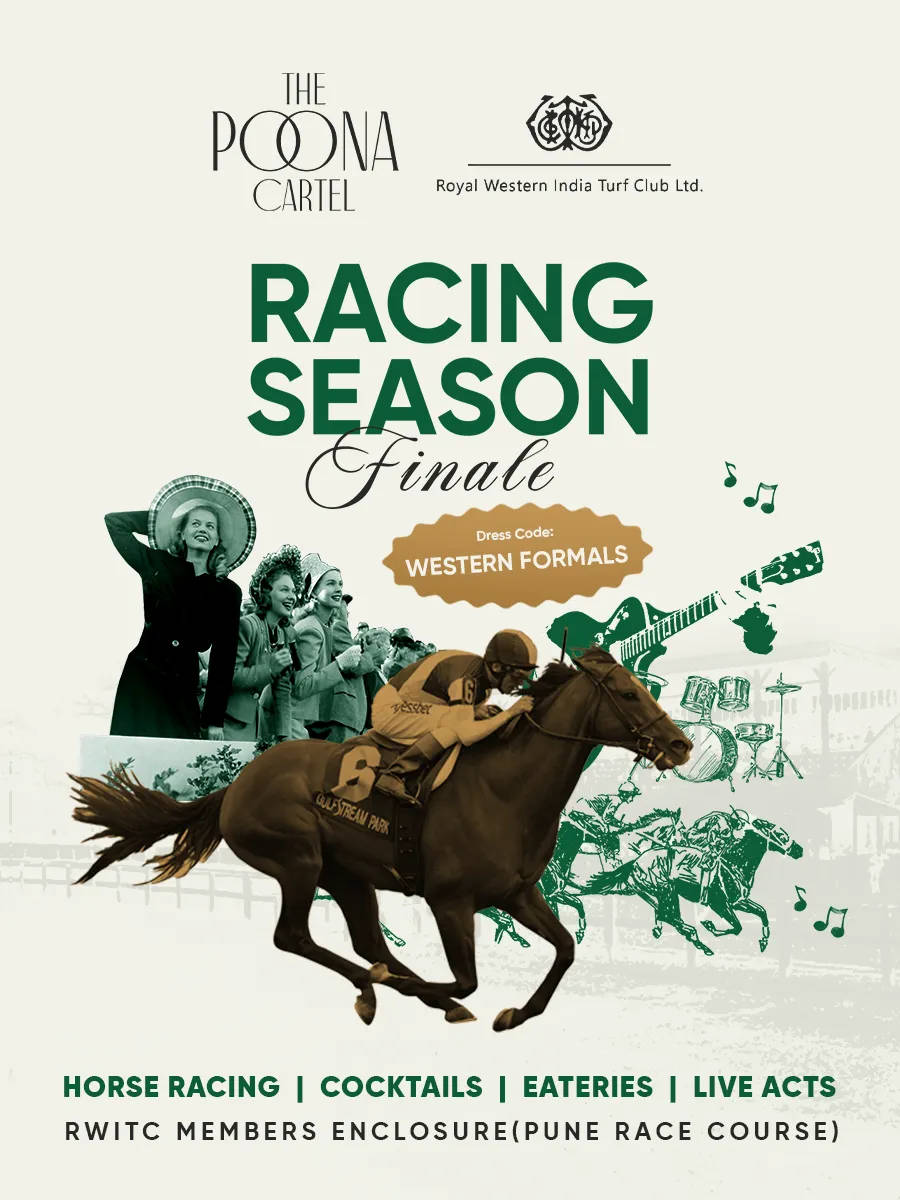 THE
POONA
CARTEL
Royal Western India Turf Club Ltd.
RACING
SEASON
Finale
Dress Code:
WESTERN FORMALS
6
6
GULFSTREAM PARK
HORSE RACING | COCKTAILS | EATERIES | LIVE ACTS
RWITC MEMBERS ENCLOSURE(PUNE RACE COURSE)